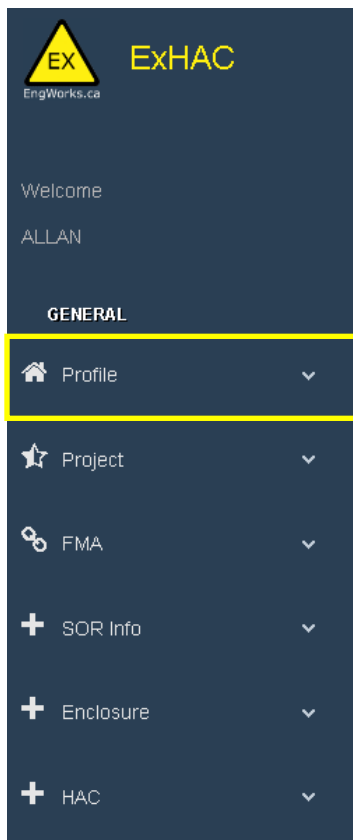 EX
ExHAC
EngWorks.ca
Welcome
ALLAN
GENERAL
Profile
Project
FMA
SOR Info
Enclosure
HAC